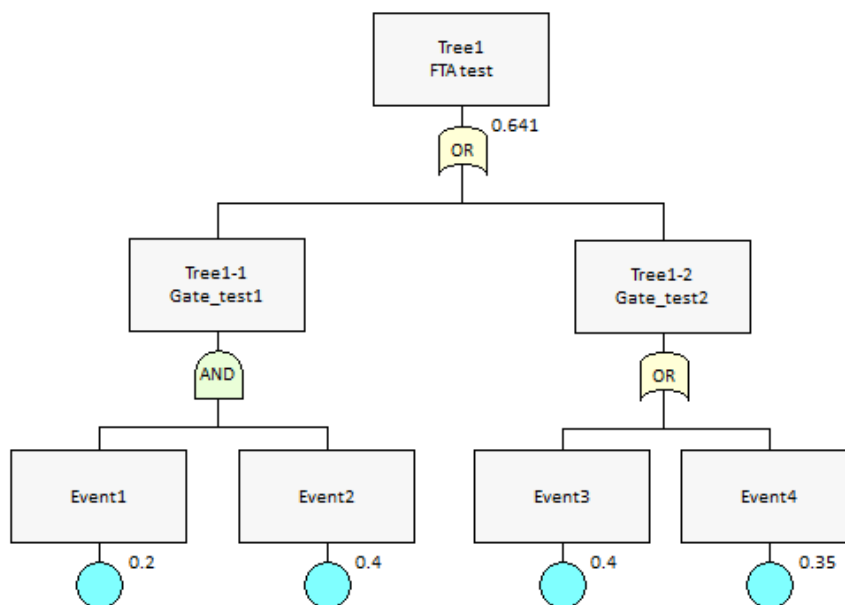 Tree1
FTA test
0.641
OR
Tree1-1
Gate_test1
Tree1-2
Gate_test2
AND
OR
Event1
Event2
Event3
Event4
0.2
0.4
0.4
0.35